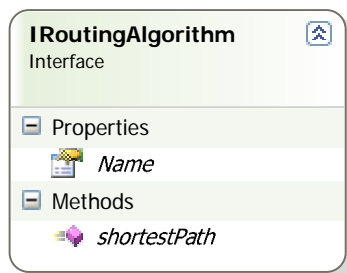 IRoutingAlgorithm
Interface
Properties
Name
Methods
shortestPath